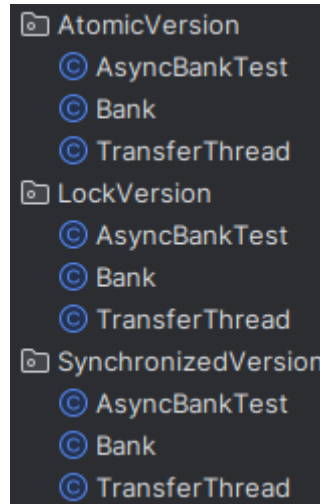 AtomicVersion
AsyncBankTest
Bank
TransferThread
LockVersion
AsyncBankTest
Bank
TransferThread
SynchronizedVersion
AsyncBankTest
Bank
TransferThread